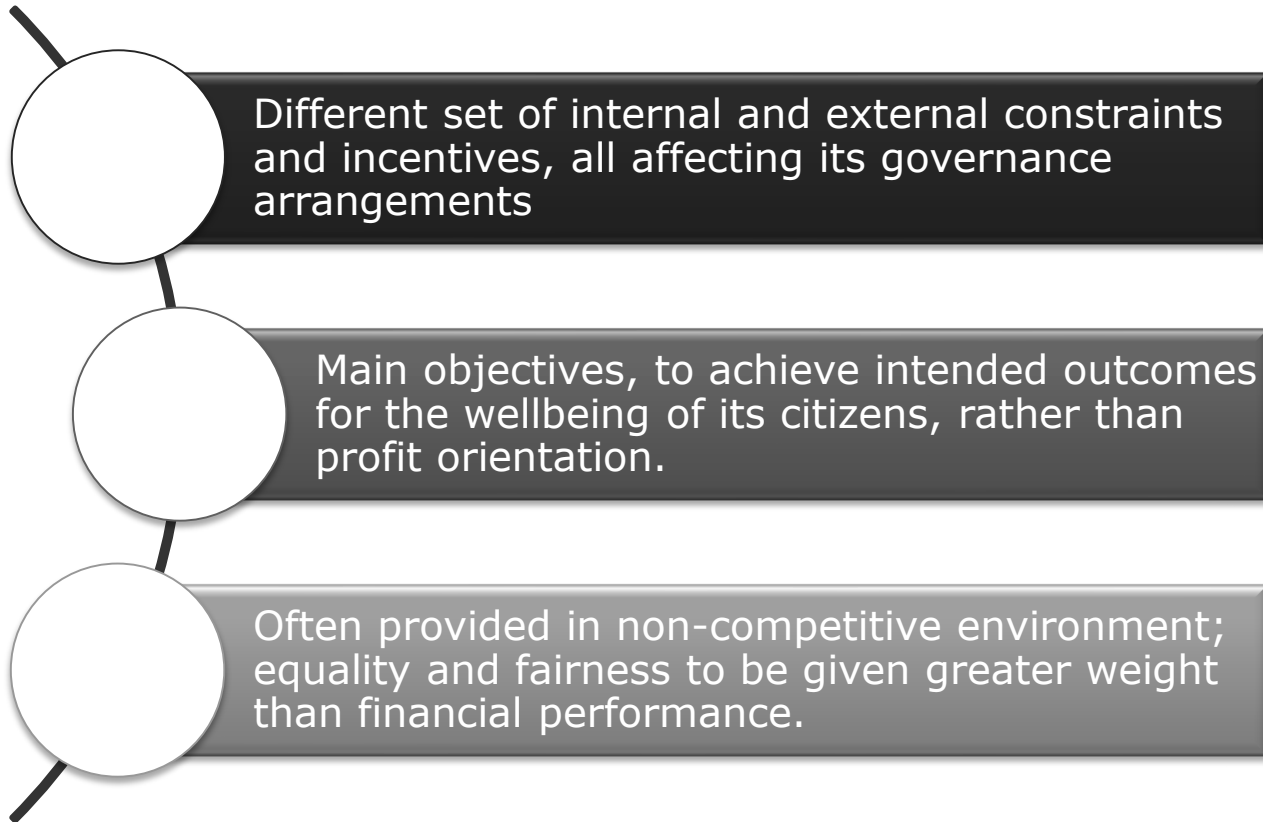 Different set of internal and external constraints
and incentives, all affecting its governance
arrangements
Main objectives, to achieve intended outcomes
for the wellbeing of its citizens, rather than
profit orientation.
Often provided in non-competitive environment;
equality and fairness to be given greater weight
than financial performance.